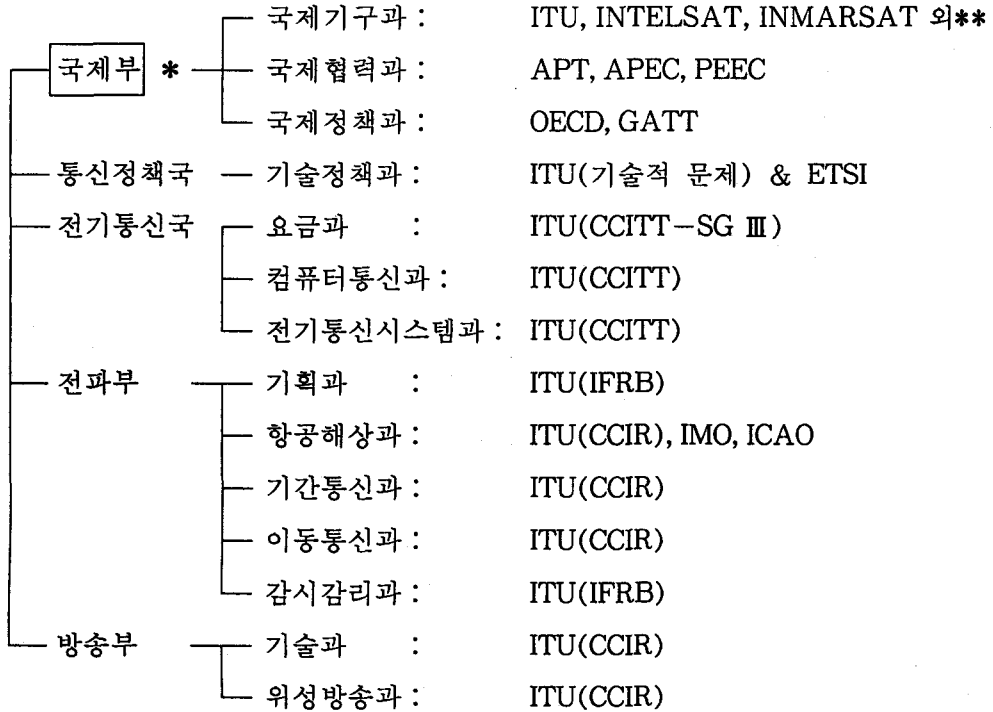 국제기구과 : ITU, INTELSAT, INMARSAT 외**
국제부 * 국제협력과 : APT, APEC, PEEC
국제정책과 : OECD, GATT
통신정책국 기술정책과 : ITU(기술적 문제) & ETSI
전기통신국 요금과 : ITU(CCITT-SG Ⅲ)
컴퓨터통신과 : ITU(CCITT)
전기통신시스템과 : ITU(CCITT)
전파부 기획과 : ITU(IFRB)
항공해상과 : ITU(CCIR), IMO, ICAO
기간통신과 : ITU(CCIR)
이동통신과 : ITU(CCIR)
감시감리과 : ITU(IFRB)
방송부 기술과 : ITU(CCIR)
위성방송과 : ITU(CCIR)